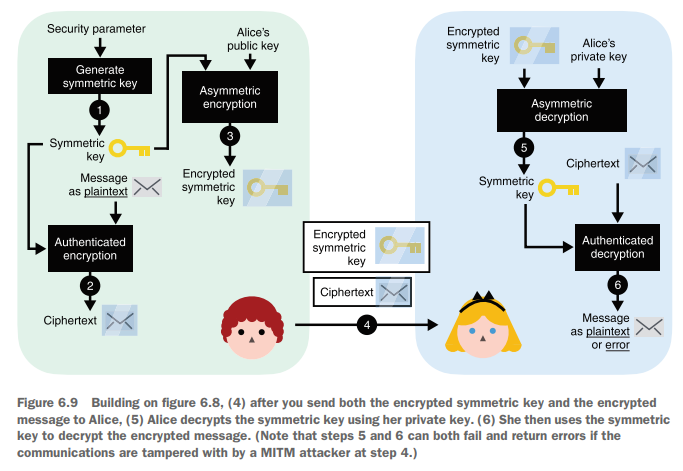 Security parameter
Generate
symmetric key
1
Symmetric
key
Message
as plaintext
Authenticated
encryption
2
Ciphertext
Alice's
public key
Asymmetric
encryption
3
Encrypted
symmetric
key
Encrypted
symmetric
key
Ciphertext
4
Encrypted
symmetric
key
Alice's
private key
Asymmetric
decryption
5
Symmetric
key
Ciphertext
Authenticated
decryption
6
Message
as plaintext
or error
Figure 6.9 Building on figure 6.8, (4) after you send both the encrypted symmetric key and the encrypted
message to Alice, (5) Alice decrypts the symmetric key using her private key. (6) She then uses the symmetric
key to decrypt the encrypted message. (Note that steps 5 and 6 can both fail and return errors if the
communications are tampered with by a MITM attacker at step 4.)